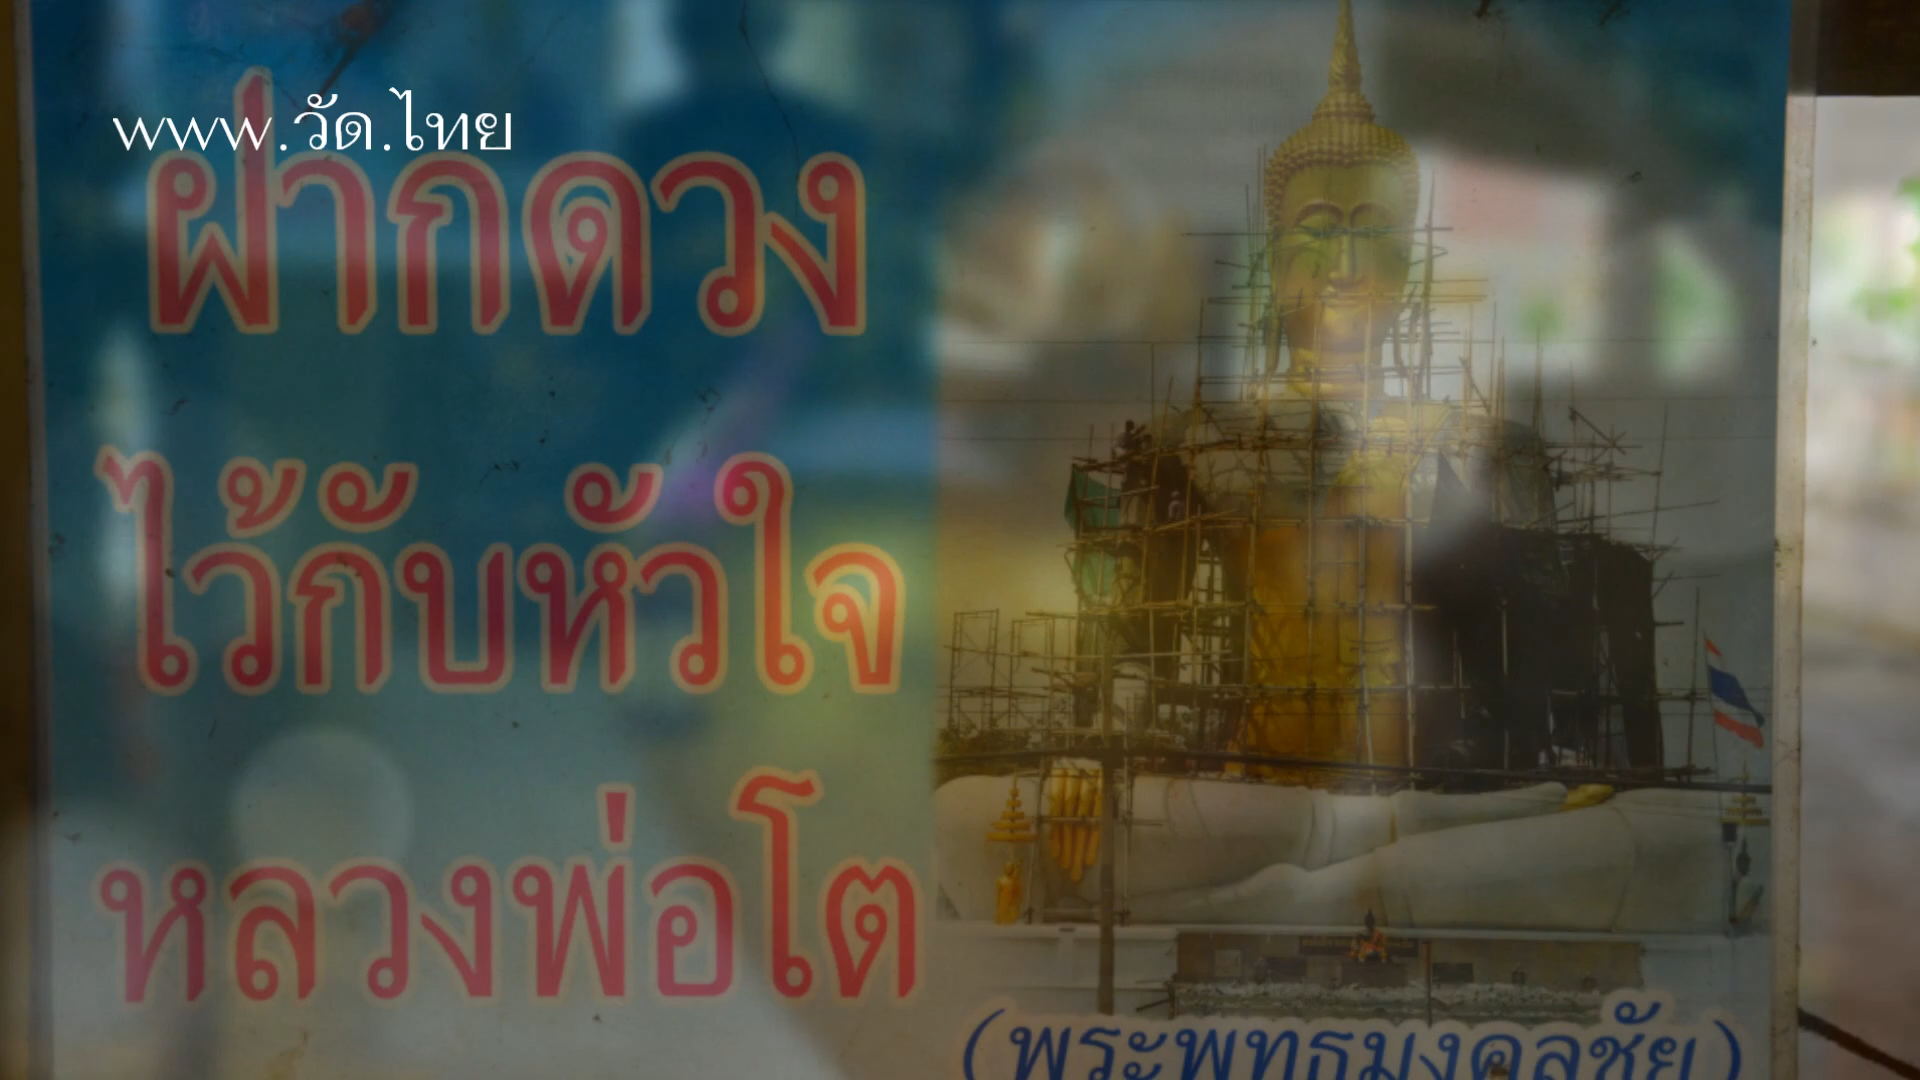 www.วัด.ไทย
ฝากดวง
ไว้กับหัวใจ
หลวงพ่อโต
(พระพุทธมงคลชัย)